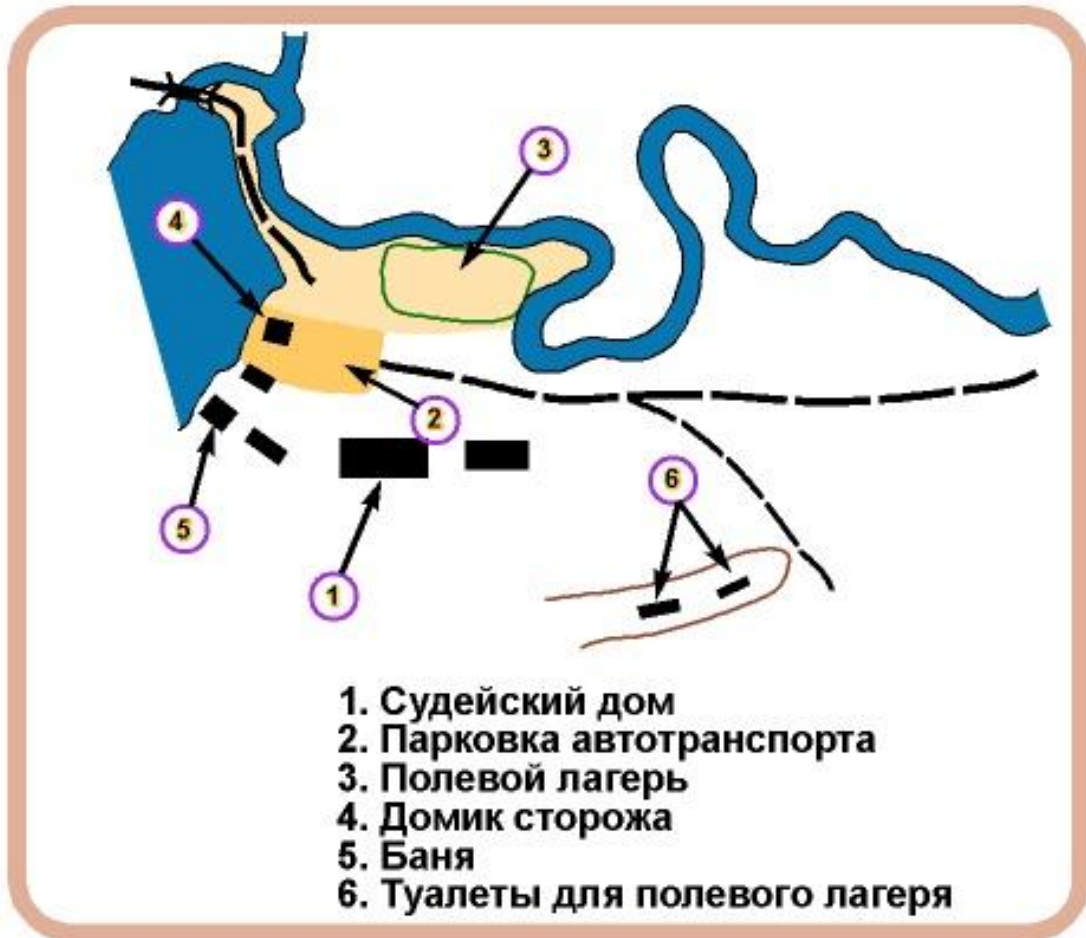 3
4
2
6
5
1
1. Судейский дом
2. Парковка автотранспорта
3. Полевой лагерь
4. Домик сторожа
5. Баня
6. Туалеты для полевого лагеря